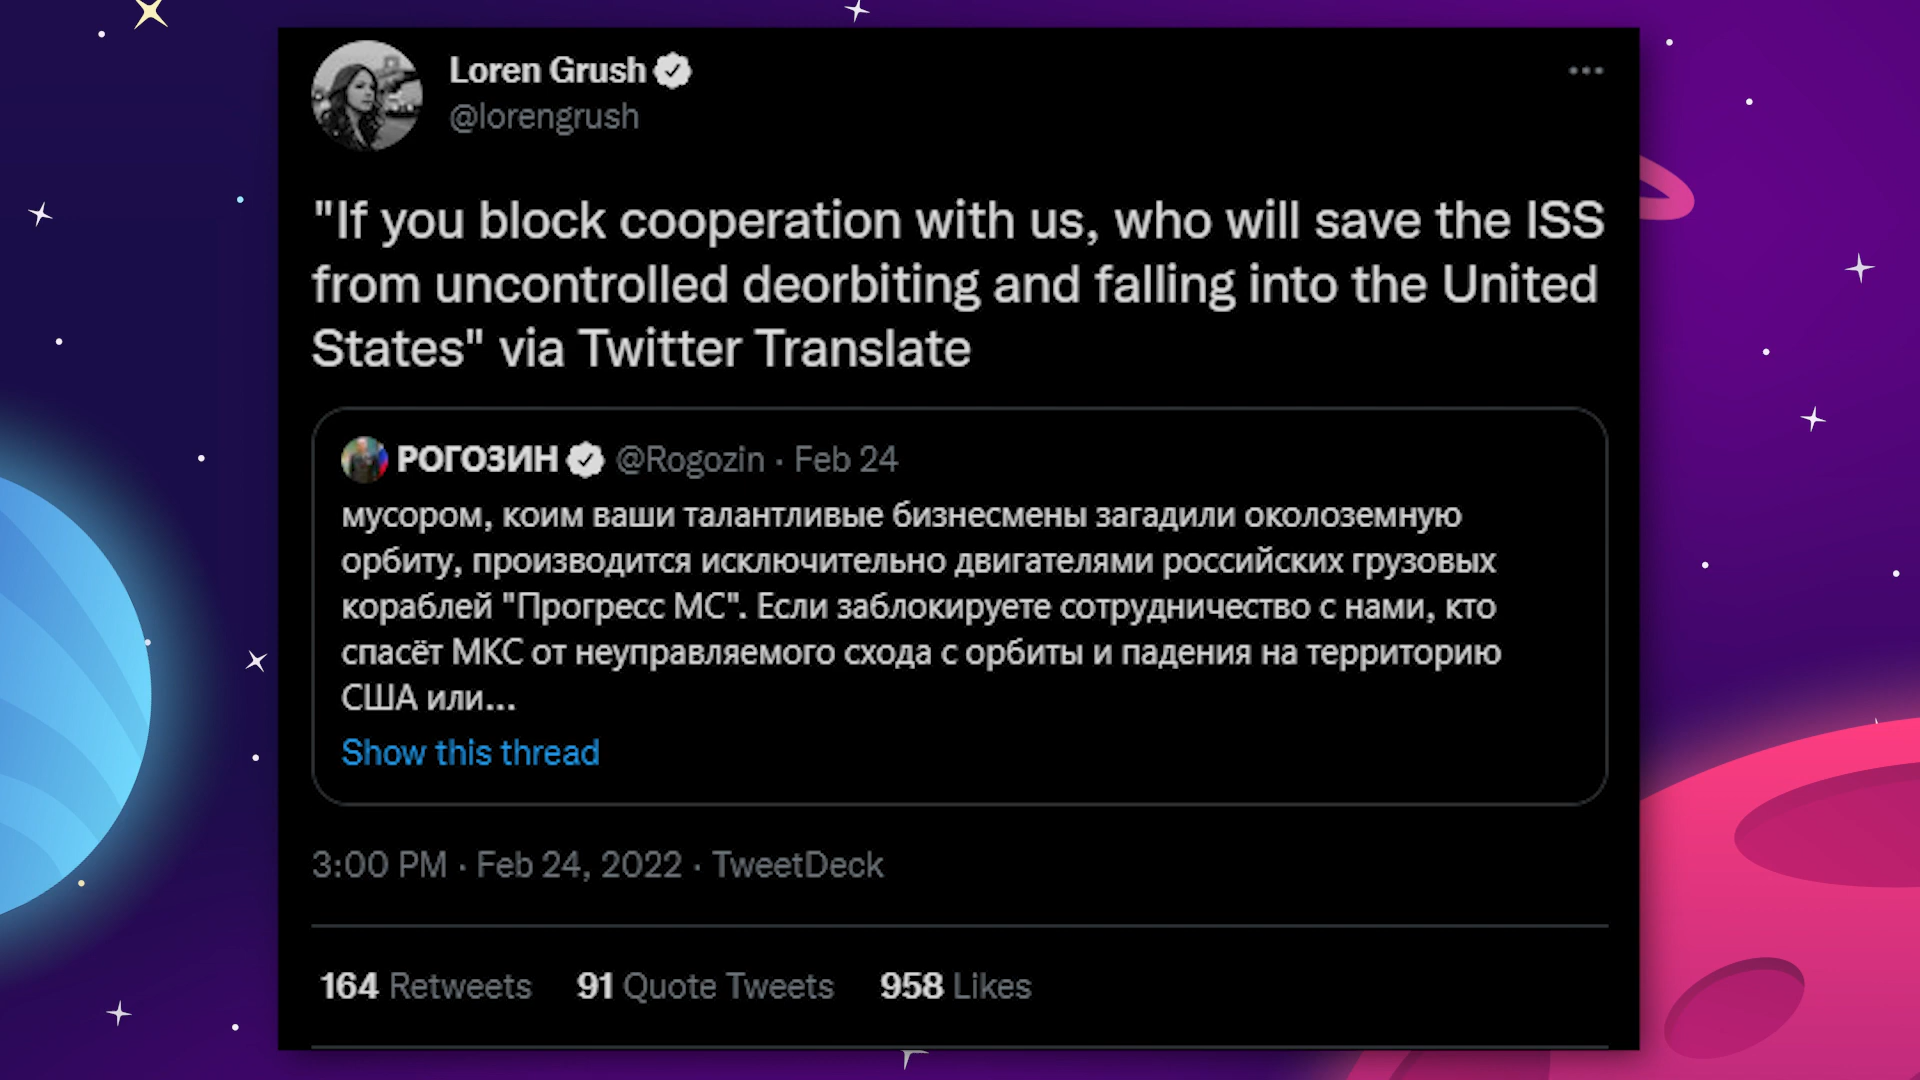 Loren Grush
@lorengrush
"If you block cooperation with us, who will save the ISS
from uncontrolled deorbiting and falling into the United
States" via Twitter Translate
РОГОЗИН @Rogozin · Feb 24
мусором, коим ваши талантливые бизнесмены загадили околоземную
орбиту, производится исключительно двигателями российских грузовых
кораблей "Прогресс МС". Если заблокируете сотрудничество с нами, кто
спасёт МКС от неуправляемого схода с орбиты и падения на территорию
США или...
Show this thread
3:00 PM · Feb 24, 2022 · TweetDeck
164 Retweets 91 Quote Tweets 958 Likes